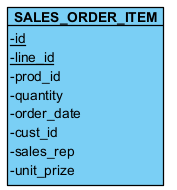 SALES_ORDER_ITEM
-id
-line_id
-prod_id
-quantity
-order_date
-cust_id
-sales_rep
-unit_prize